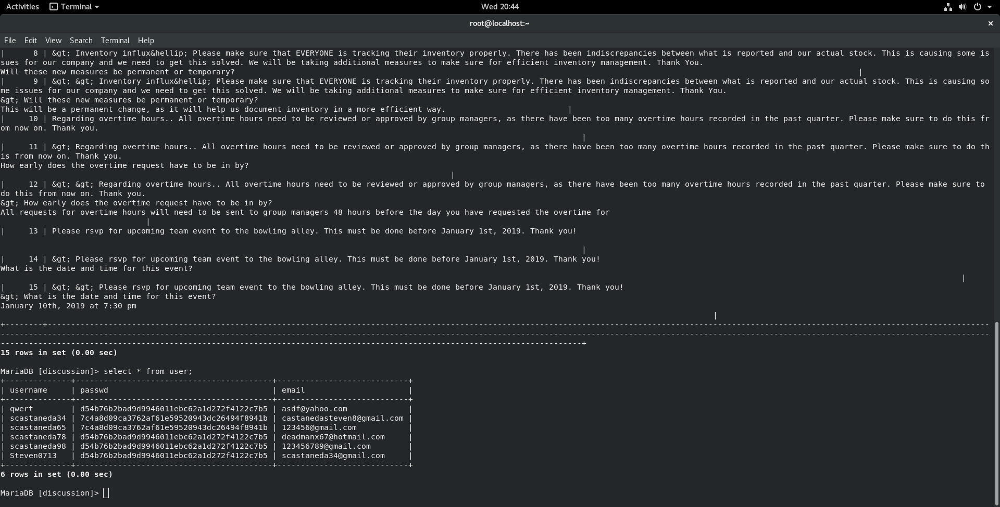 Activities Terminal Wed 20:44
root@localhost:~ ×
File Edit View Search Terminal Help
|      8 | &gt; Inventory influx&hellip; Please make sure that EVERYONE is tracking their inventory properly. There has been indiscrepancies between what is reported and our actual stock. This is causing some is
sues for our company and we need to get this solved. We will be taking additional measures to make sure for efficient inventory management. Thank You.
Will these new measures be permanent or temporary? |
|      9 | &gt; &gt; Inventory influx&hellip; Please make sure that EVERYONE is tracking their inventory properly. There has been indiscrepancies between what is reported and our actual stock. This is causing so
me issues for our company and we need to get this solved. We will be taking additional measures to make sure for efficient inventory management. Thank You.
&gt; Will these new measures be permanent or temporary?
This will be a permanent change, as it will help us document inventory in a more efficient way. |
|     10 | Regarding overtime hours.. All overtime hours need to be reviewed or approved by group managers, as there have been too many overtime hours recorded in the past quarter. Please make sure to do this fr
om now on. Thank you.
|
|     11 | &gt; Regarding overtime hours.. All overtime hours need to be reviewed or approved by group managers, as there have been too many overtime hours recorded in the past quarter. Please make sure to do th
is from now on. Thank you.
How early does the overtime request have to be in by?
|
|     12 | &gt; &gt; Regarding overtime hours.. All overtime hours need to be reviewed or approved by group managers, as there have been too many overtime hours recorded in the past quarter. Please make sure to
do this from now on. Thank you.
&gt; How early does the overtime request have to be in by?
All requests for overtime hours will need to be sent to group managers 48 hours before the day you have requested the overtime for
|
|     13 | Please rsvp for upcoming team event to the bowling alley. This must be done before January 1st, 2019. Thank you!
|
|     14 | &gt; Please rsvp for upcoming team event to the bowling alley. This must be done before January 1st, 2019. Thank you!
What is the date and time for this event?
|
|     15 | &gt; &gt; Please rsvp for upcoming team event to the bowling alley. This must be done before January 1st, 2019. Thank you!
&gt; What is the date and time for this event?
January 10th, 2019 at 7:30 pm
|
15 rows in set (0.00 sec)
MariaDB [discussion]> select * from user;
+--------------+------------------------------------------+----------------------------+
| username     | passwd                                   | email                      |
+--------------+------------------------------------------+----------------------------+
| qwert        | d54b76b2bad9d9946011ebc62a1d272f4122c7b5 | asdf@yahoo.com             |
| scastaneda34 | 7c4a8d09ca3762af61e59520943dc26494f8941b | castanedasteven8@gmail.com |
| scastaneda65 | 7c4a8d09ca3762af61e59520943dc26494f8941b | 123456@gmail.com           |
| scastaneda78 | d54b76b2bad9d9946011ebc62a1d272f4122c7b5 | deadmanx67@hotmail.com     |
| scastaneda98 | d54b76b2bad9d9946011ebc62a1d272f4122c7b5 | 123456789@gmail.com        |
| Steven0713   | d54b76b2bad9d9946011ebc62a1d272f4122c7b5 | scastaneda34@gmail.com     |
+--------------+------------------------------------------+----------------------------+
6 rows in set (0.00 sec)
MariaDB [discussion]>